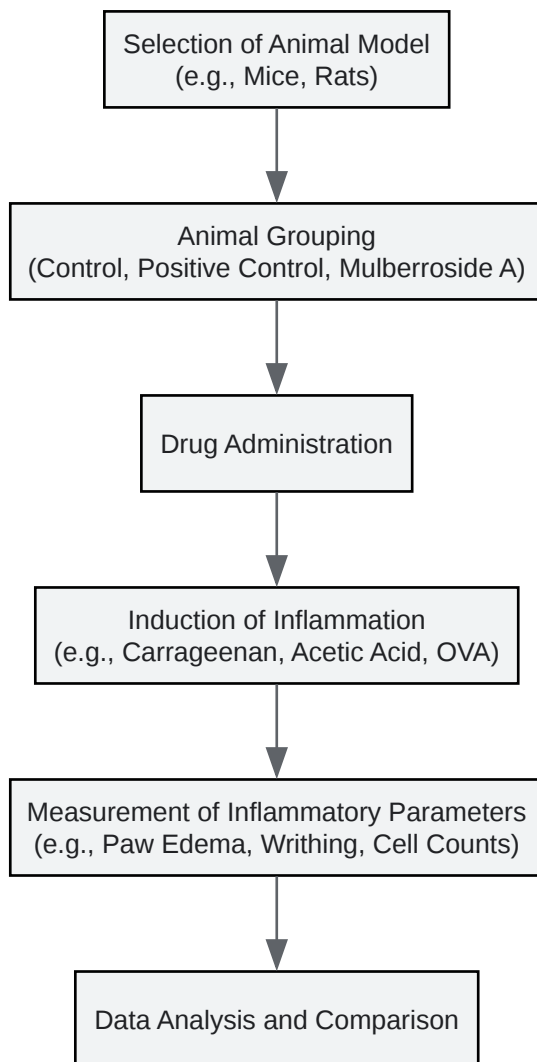 Selection of Animal Model
(e.g., Mice, Rats)
Animal Grouping
(Control, Positive Control, Mulberroside A)
Drug Administration
Induction of Inflammation
(e.g., Carrageenan, Acetic Acid, OVA)
Measurement of Inflammatory Parameters
(e.g., Paw Edema, Writhing, Cell Counts)
Data Analysis and Comparison